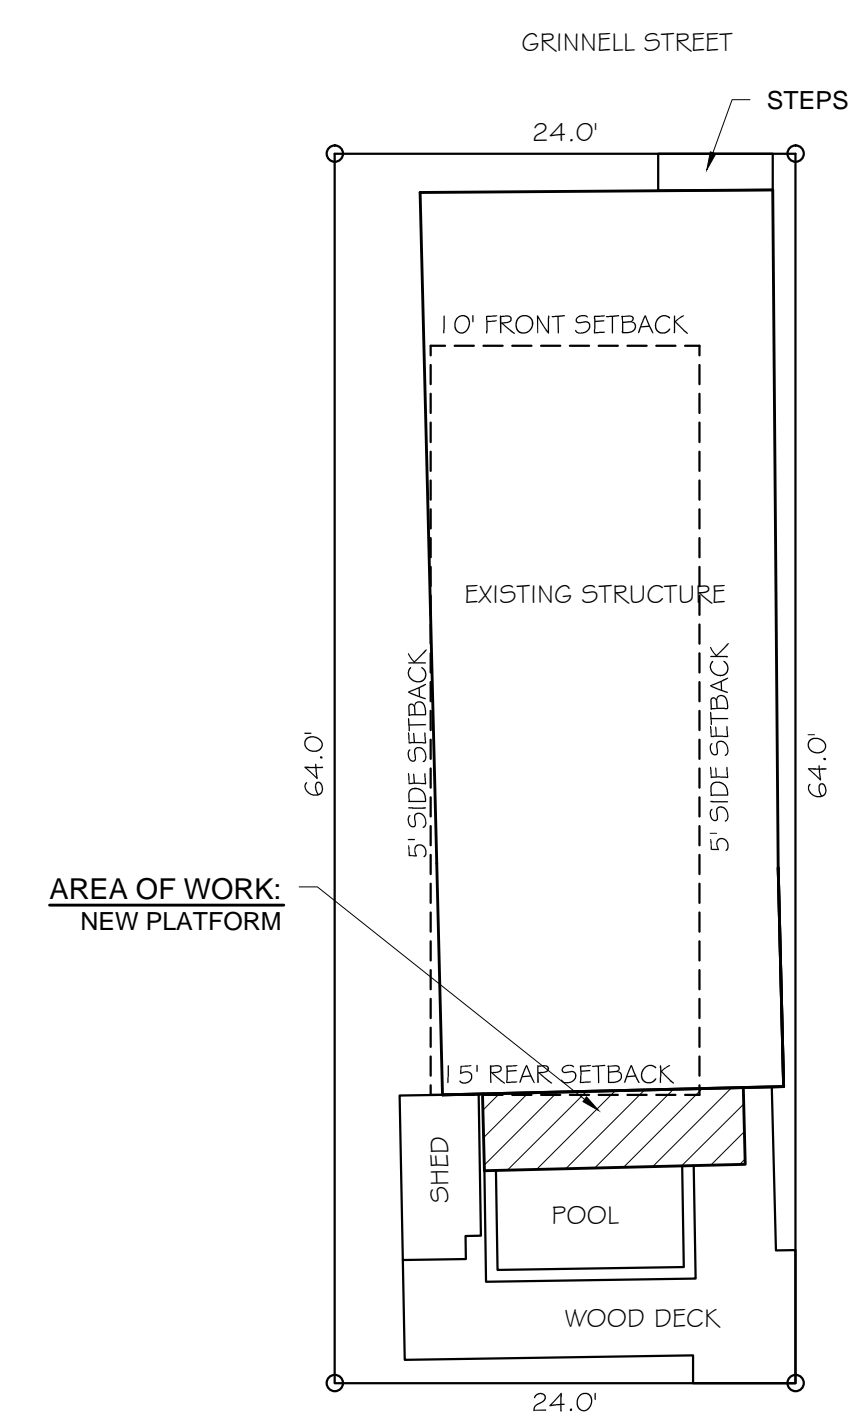 GRINNELL STREET
STEPS
24.0'
10' FRONT SETBACK
EXISTING STRUCTURE
5' SIDE SETBACK
5' SIDE SETBACK
64.0'
64.0'
AREA OF WORK:
NEW PLATFORM
15' REAR SETBACK
SHED
POOL
WOOD DECK
24.0'